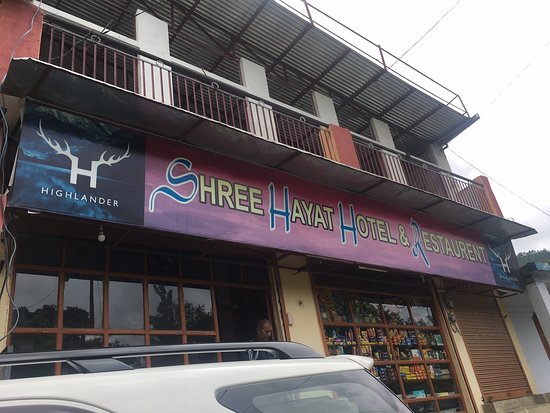 H
HIGHLANDER
SHREE HAYAT HOTEL & RESTAURENT